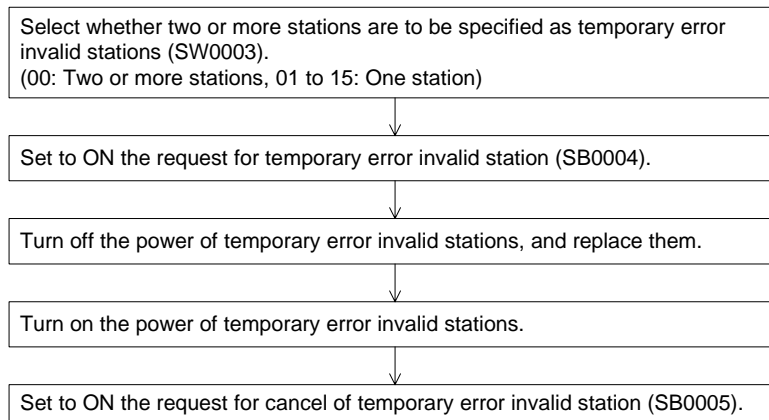 Select whether two or more stations are to be specified as temporary error
invalid stations (SW0003).
(00: Two or more stations, 01 to 15: One station)
Set to ON the request for temporary error invalid station (SB0004).
Turn off the power of temporary error invalid stations, and replace them.
Turn on the power of temporary error invalid stations.
Set to ON the request for cancel of temporary error invalid station (SB0005).